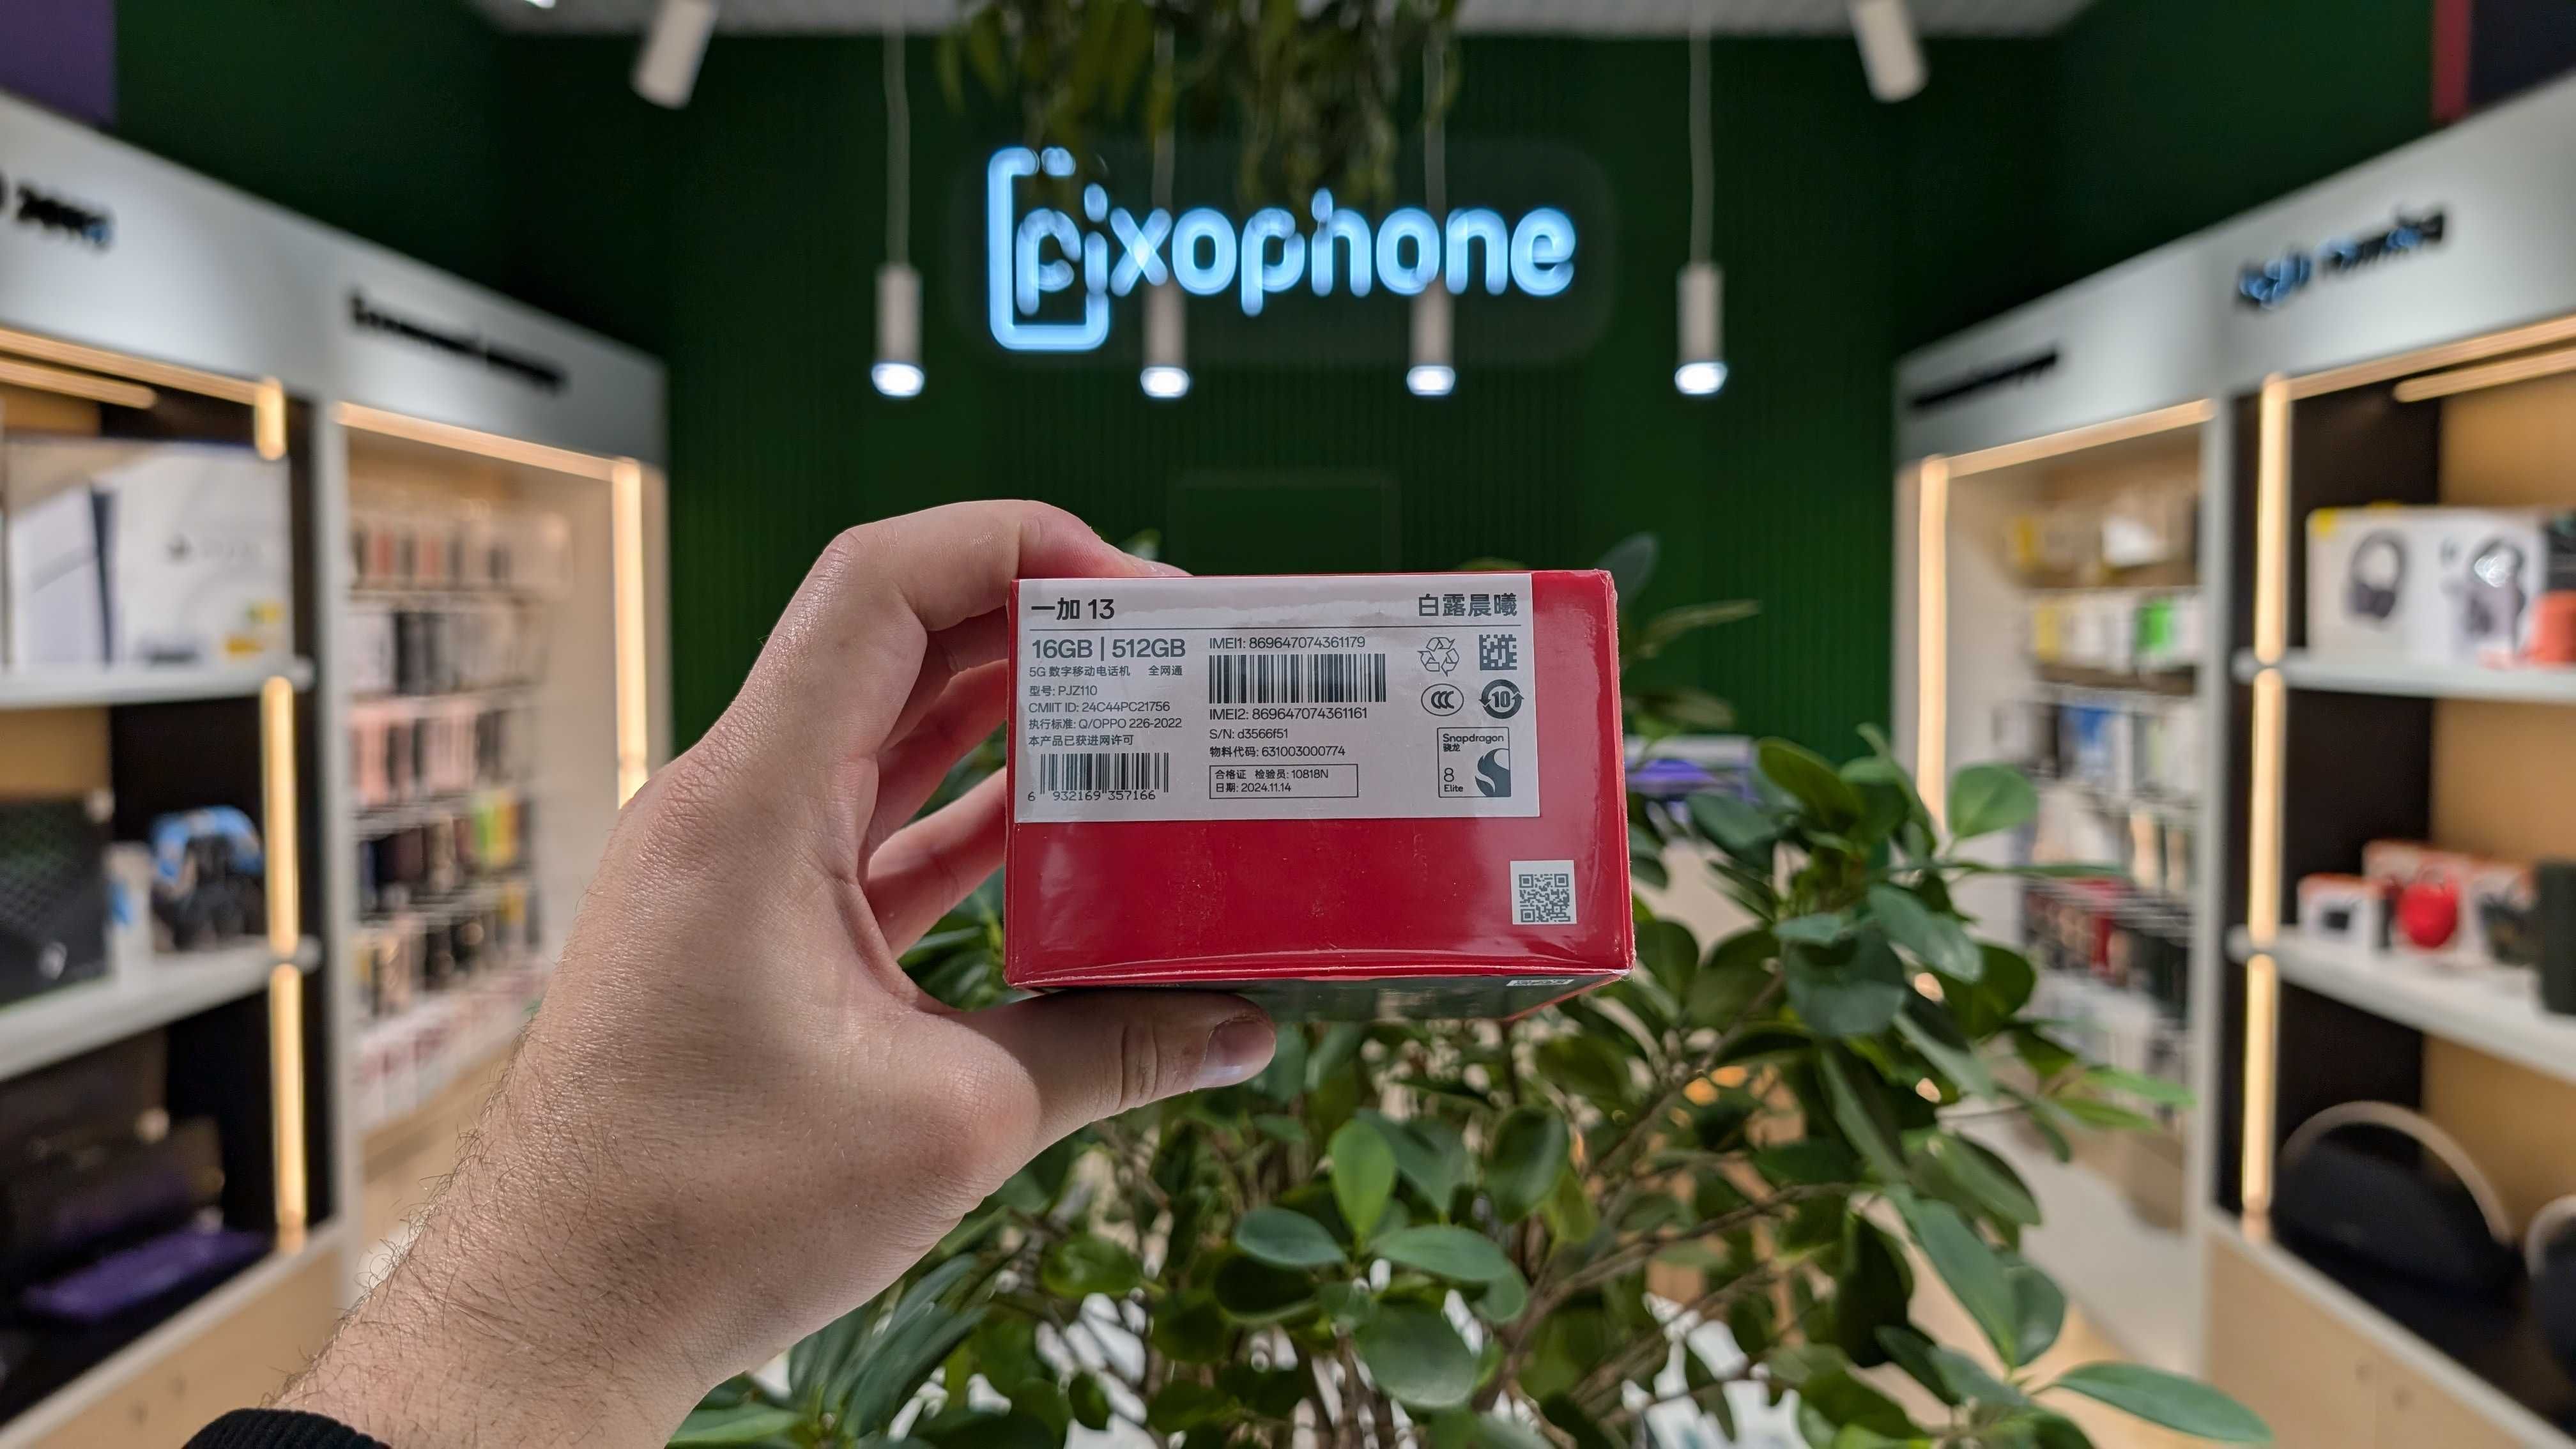 pixophone
一加 13
白露晨曦
16GB | 512GB
5G 数字移动电话机 全网通
型号: PJZ110
CMIIT ID: 24C44PC21756
执行标准: Q/OPPO 226-2022
本产品已获进网许可
6 932169 357166
IMEI1: 869647074361179
IMEI2: 869647074361161
S/N: d3566f51
物料代码: 631003000774
合格证 检验员: 10818N
日期: 2024.11.14
CCC
10
Snapdragon
骁龙
8
Elite